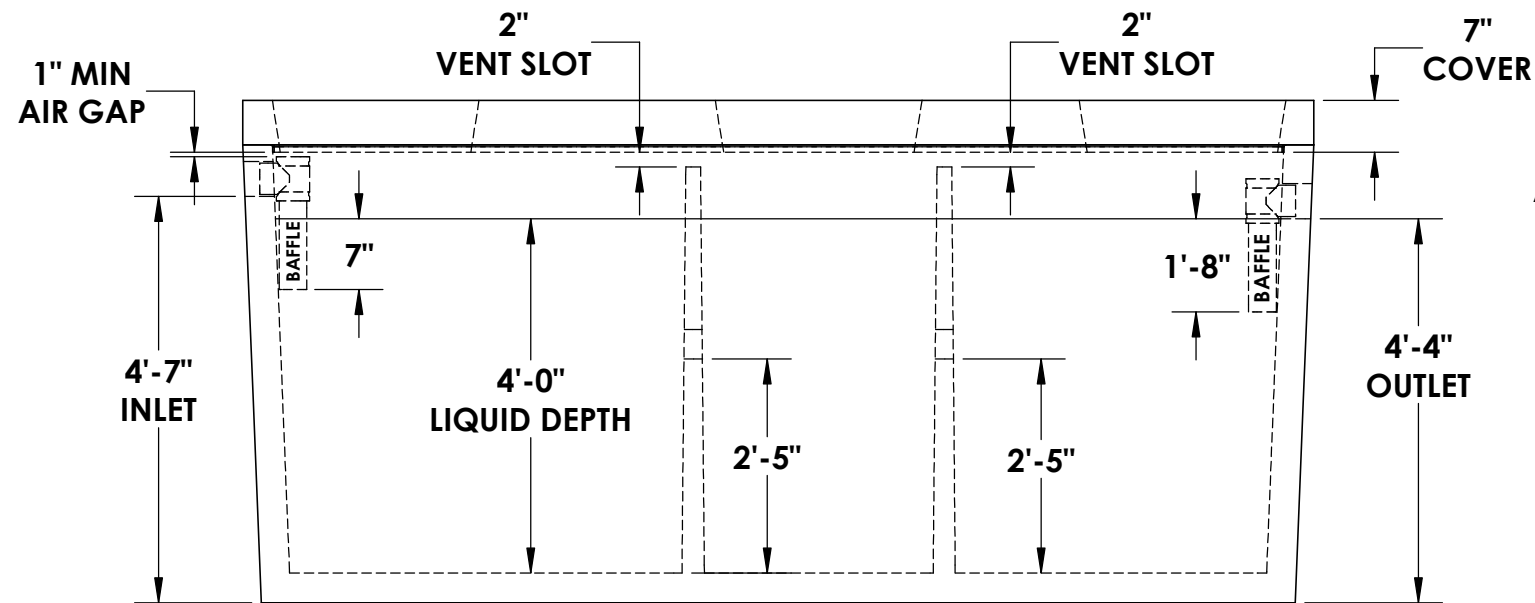 2"
VENT SLOT
2"
VENT SLOT
7"
COVER
1" MIN
AIR GAP
BAFFLE
7"
1'-8"
BAFFLE
4'-7"
INLET
4'-0"
LIQUID DEPTH
4'-4"
OUTLET
2'-5"
2'-5"